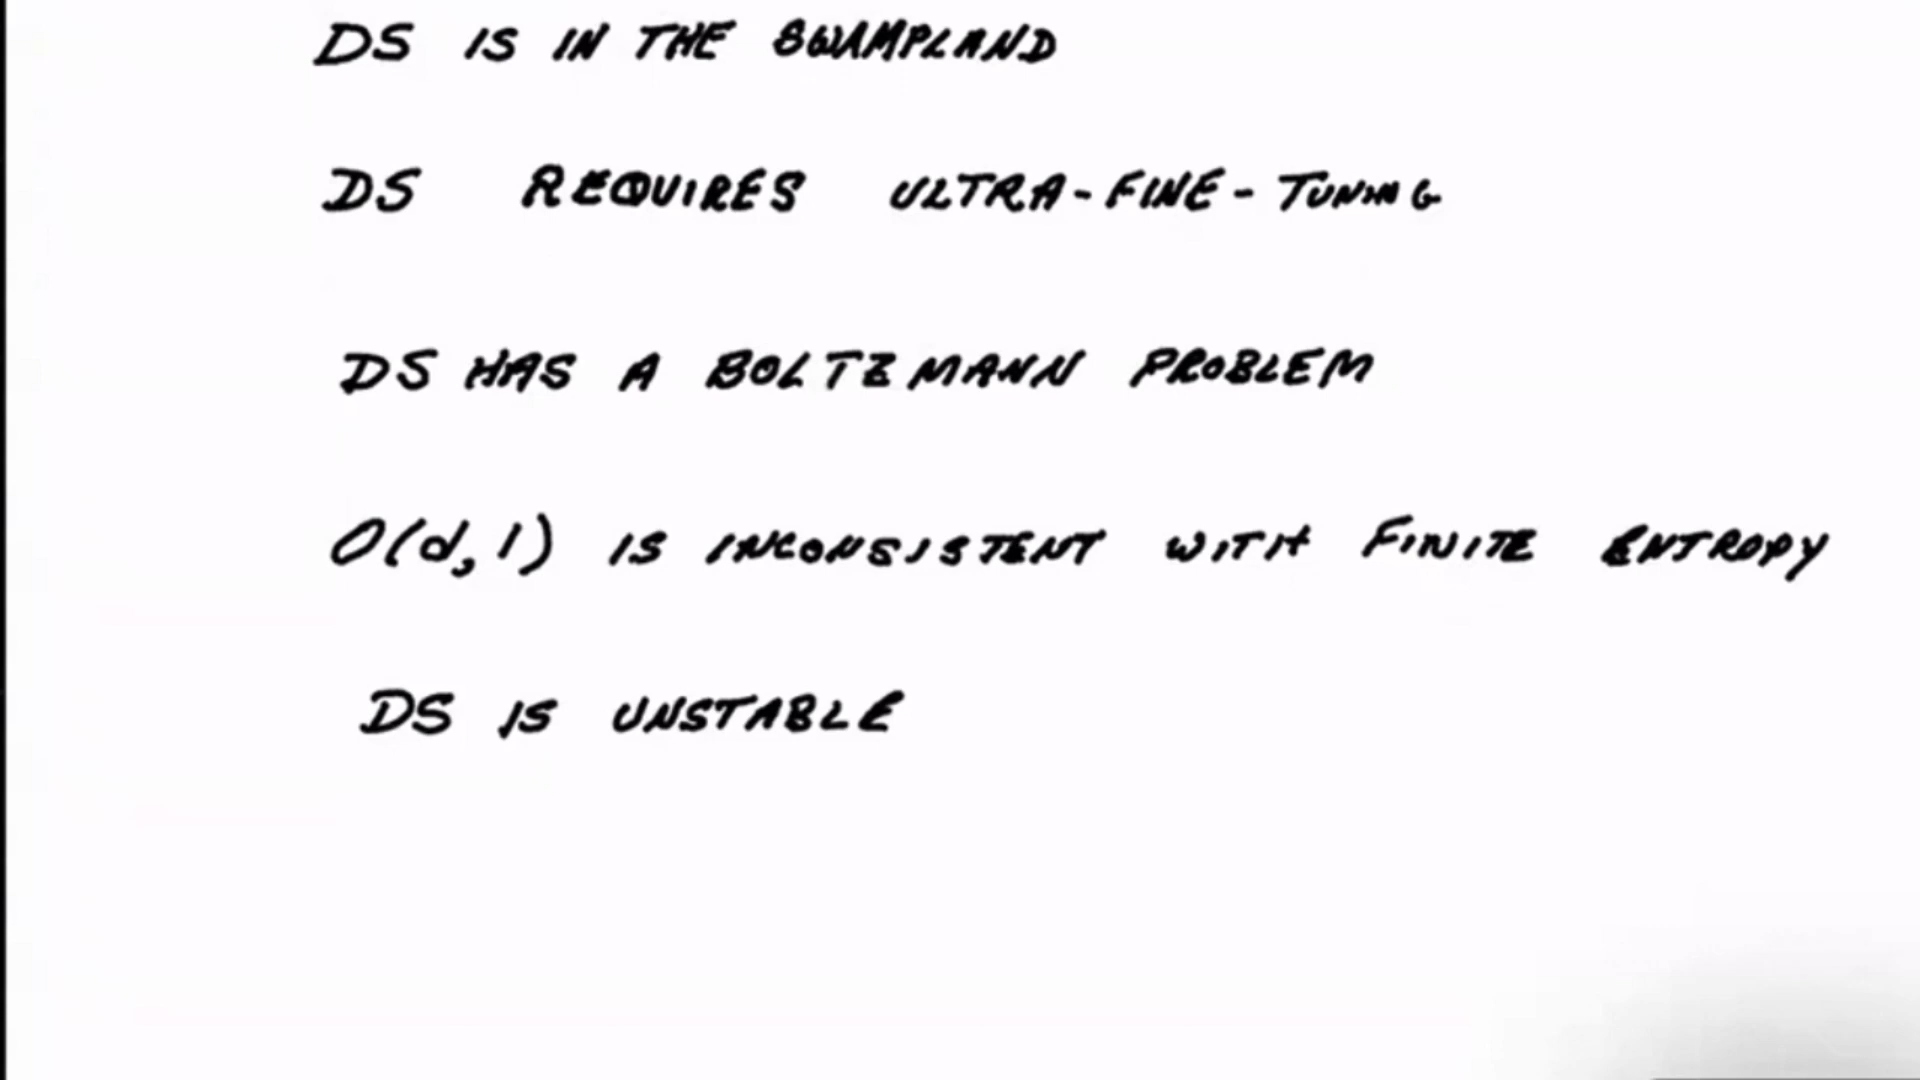 DS IS IN THE SWAMPLAND
DS REQUIRES ULTRA-FINE-TUNING
DS HAS A BOLTZMANN PROBLEM
O(d,1) IS INCONSISTENT WITH FINITE ENTROPY
DS IS UNSTABLE